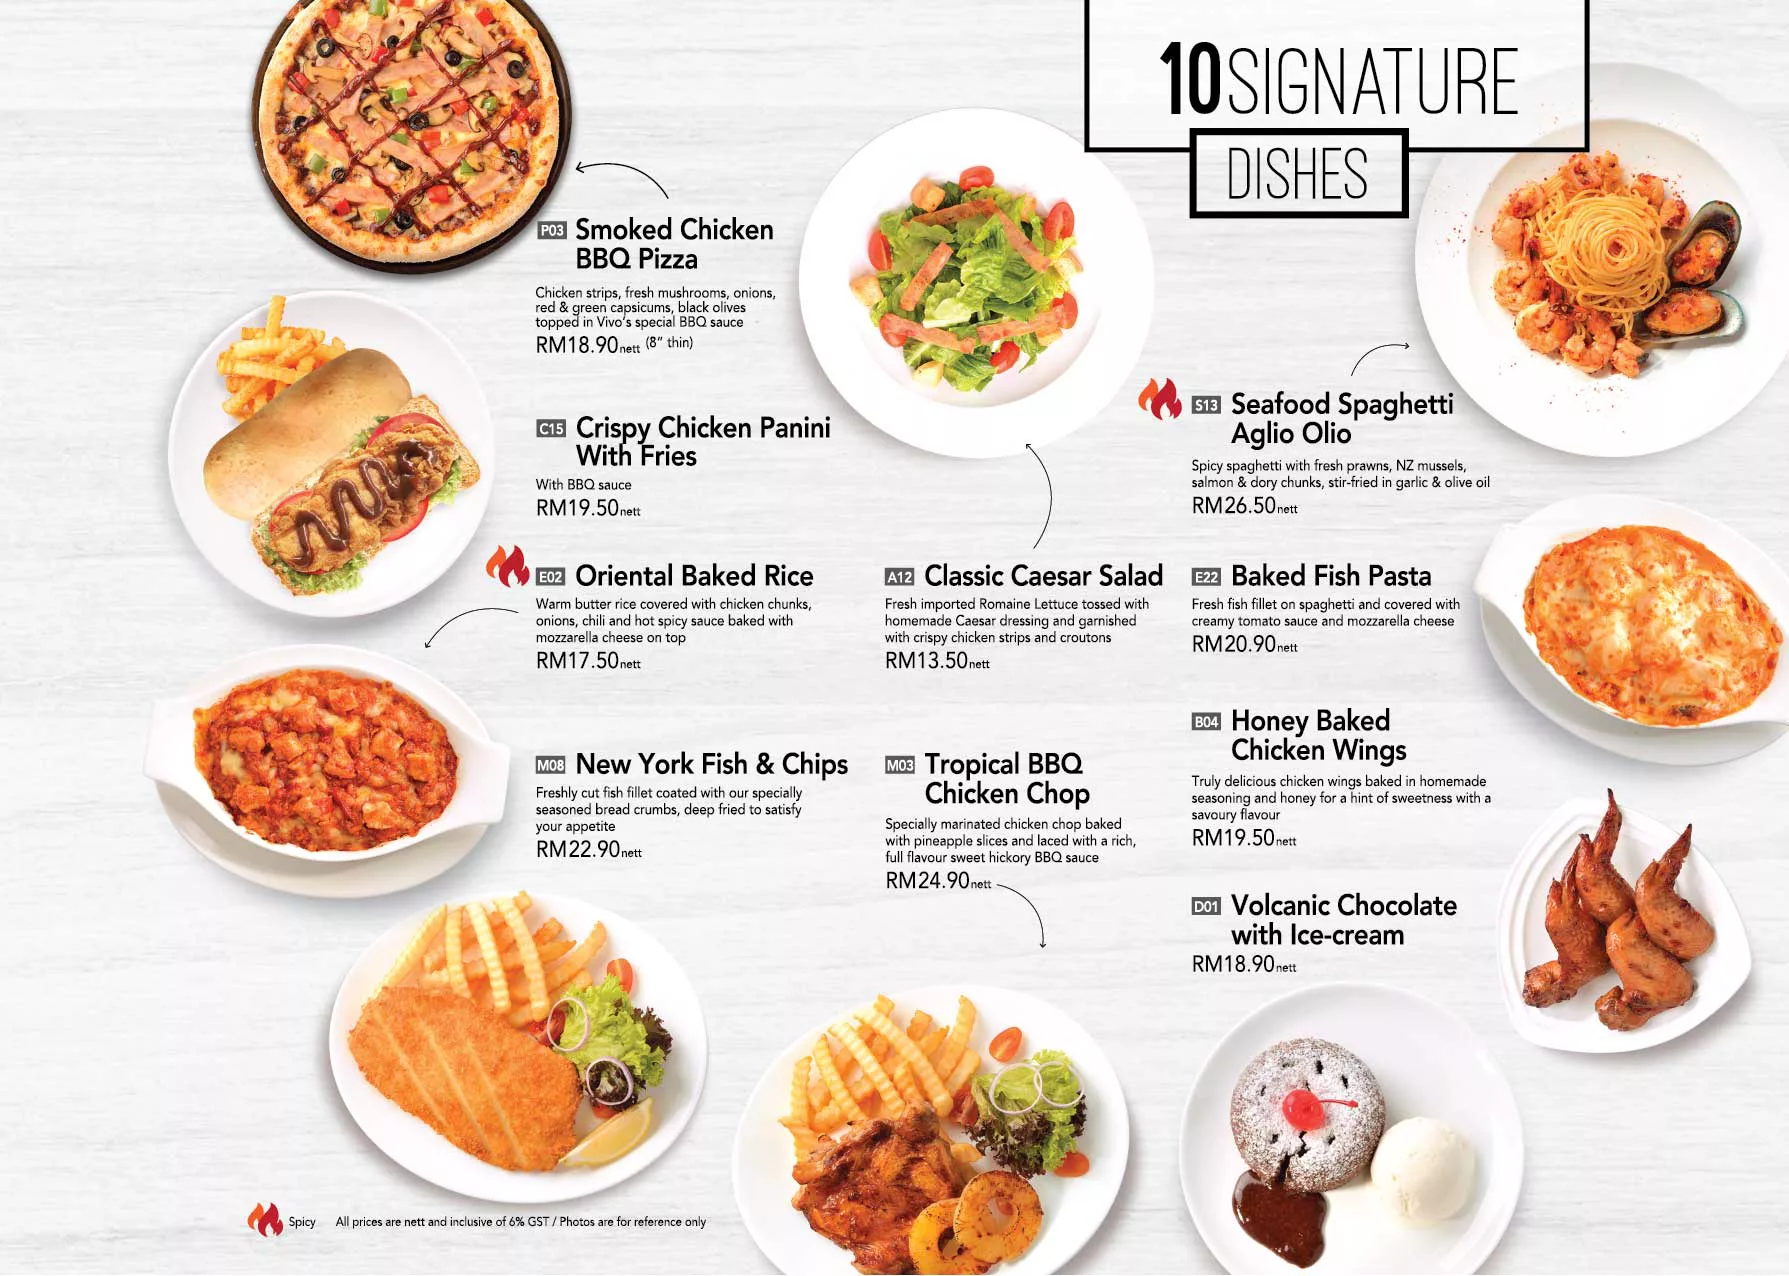 10 SIGNATURE
DISHES
P03 Smoked Chicken
BBQ Pizza
Chicken strips, fresh mushrooms, onions,
red & green capsicums, black olives
topped in Vivo's special BBQ sauce
RM18.90nett (8" thin)
C15 Crispy Chicken Panini
With Fries
With BBQ sauce
RM19.50nett
E02 Oriental Baked Rice
Warm butter rice covered with chicken chunks,
onions, chili and hot spicy sauce baked with
mozzarella cheese on top
RM17.50nett
M08 New York Fish & Chips
Freshly cut fish fillet coated with our specially
seasoned bread crumbs, deep fried to satisfy
your appetite
RM22.90nett
A12 Classic Caesar Salad
Fresh imported Romaine Lettuce tossed with
homemade Caesar dressing and garnished
with crispy chicken strips and croutons
RM13.50nett
M03 Tropical BBQ
Chicken Chop
Specially marinated chicken chop baked
with pineapple slices and laced with a rich,
full flavour sweet hickory BBQ sauce
RM24.90nett
S13 Seafood Spaghetti
Aglio Olio
Spicy spaghetti with fresh prawns, NZ mussels,
salmon & dory chunks, stir-fried in garlic & olive oil
RM26.50nett
E22 Baked Fish Pasta
Fresh fish fillet on spaghetti and covered with
creamy tomato sauce and mozzarella cheese
RM20.90nett
B04 Honey Baked
Chicken Wings
Truly delicious chicken wings baked in homemade
seasoning and honey for a hint of sweetness with a
savoury flavour
RM19.50nett
D01 Volcanic Chocolate
with Ice-cream
RM18.90nett
Spicy All prices are nett and inclusive of 6% GST / Photos are for reference only